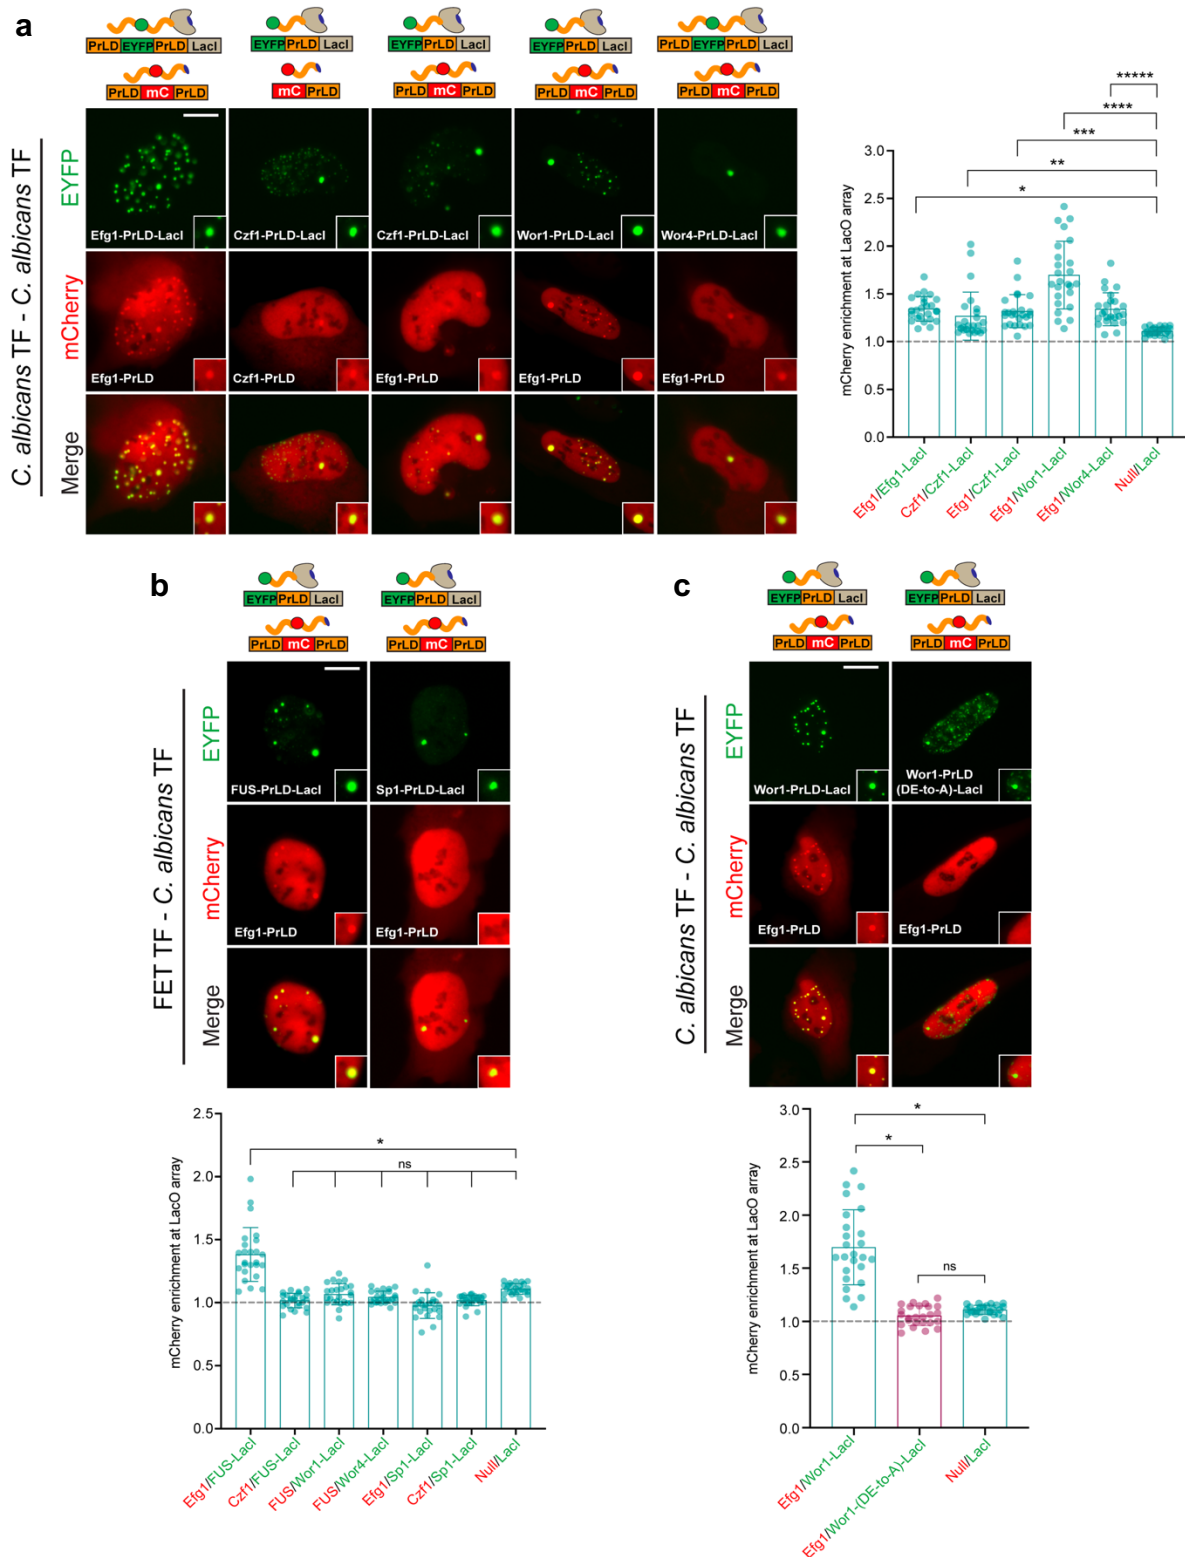 a
PrLD EYFP PrLD LacI
EYFP PrLD LacI
EYFP PrLD LacI
EYFP PrLD LacI
PrLD EYFP PrLD LacI
PrLD mC PrLD
mC PrLD
PrLD mC PrLD
PrLD mC PrLD
PrLD mC PrLD
C. albicans TF - C. albicans TF
EYFP
Efg1-PrLD-LacI
Czf1-PrLD-LacI
Czf1-PrLD-LacI
Wor1-PrLD-LacI
Wor4-PrLD-LacI
mCherry
Efg1-PrLD
Czf1-PrLD
Efg1-PrLD
Efg1-PrLD
Efg1-PrLD
Merge
*****
****
***
**
*
mCherry enrichment at LacO array
3.0
2.5
2.0
1.5
1.0
0.5
0.0
Efg1/Efg1-LacI
Czf1/Czf1-LacI
Efg1/Czf1-LacI
Efg1/Wor1-LacI
Efg1/Wor4-LacI
Null/LacI
b
EYFP PrLD LacI
EYFP PrLD LacI
PrLD mC PrLD
PrLD mC PrLD
FET TF - C. albicans TF
EYFP
FUS-PrLD-LacI
Sp1-PrLD-LacI
mCherry
Efg1-PrLD
Efg1-PrLD
Merge
mCherry enrichment at LacO array
2.5
2.0
1.5
1.0
0.5
0.0
*
ns
Efg1/FUS-LacI
Czf1/FUS-LacI
FUS/Wor1-LacI
FUS/Wor4-LacI
Efg1/Sp1-LacI
Czf1/Sp1-LacI
Null/LacI
c
EYFP PrLD LacI
EYFP PrLD LacI
PrLD mC PrLD
PrLD mC PrLD
C. albicans TF - C. albicans TF
EYFP
Wor1-PrLD-LacI
Wor1-PrLD
(DE-to-A)-LacI
mCherry
Efg1-PrLD
Efg1-PrLD
Merge
mCherry enrichment at LacO array
3.0
2.5
2.0
1.5
1.0
0.5
0.0
*
*
ns
Efg1/Wor1-LacI
Efg1/Wor1-(DE-to-A)-LacI
Null/LacI